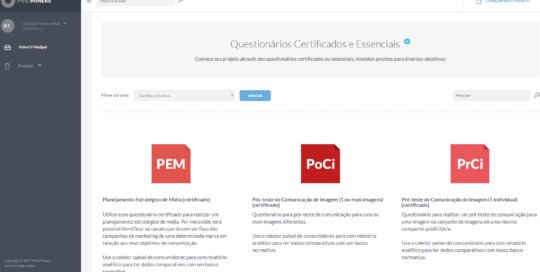 MINDMINERS
Pesquisar projeto
RT
Painel Principal
Projetos
Questionários Certificados e Essenciais
Comece seu projeto através dos questionários certificados ou essenciais, modelos prontos para diversos objetivos:
Filtrar por área:
Escolha uma área...
APLICAR
Pesquisar
PEM
PoCi
PrCi
Planejamento Estratégico de Mídia [certificado]
Utilize esse questionário certificado para realizar um
planejamento estratégico de mídia. Por meio dele será
possível identificar os canais que devem ser foco das
campanhas de marketing de uma determinada marca em
relação aos seus objetivos de comunicação.
Use o coletor painel de consumidores para com relatório
analítico para ter dados comparativos com um banco
normativo.
Pós-teste de Comunicação de Imagem (1 ou mais imagens)
[certificado]
Questionário para pós-teste de comunicação para uma ou
mais imagens diferentes.
Use o coletor painel de consumidores para com relatório
analítico para ter dados comparativos com banco
normativo.
Pré-teste de Comunicação de Imagem (1 individual)
[certificado]
Questionário para realizar um pré-teste de comunicação para
uma imagem ou conjunto de imagens de uma mesma
campanha publicitária.
Use o coletor painel de consumidores para com relatório
analítico para ter dados comparativos com nosso banco
normativo.